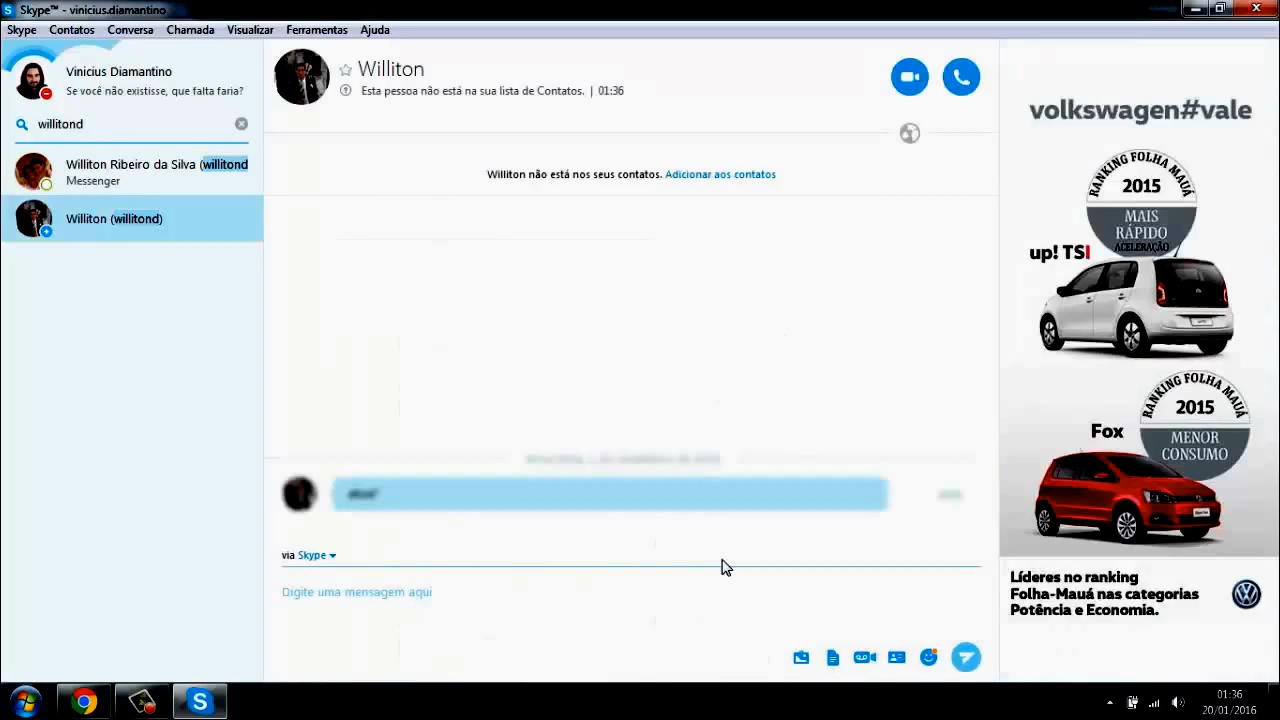 Skype™ - vinicius.diamantino
Skype Contatos Conversa Chamada Visualizar Ferramentas Ajuda
Vinicius Diamantino
Se você não existisse, que falta faria?
willitond
Williton Ribeiro da Silva (willitond
Messenger
Williton (willitond)
Williton
Esta pessoa não está na sua lista de Contatos. | 01:36
Williton não está nos seus contatos. Adicionar aos contatos
via Skype
Digite uma mensagem aqui
volkswagen#vale
RANKING FOLHA MAUÁ
2015
MAIS
RÁPIDO
ACELERAÇÃO
up! TSI
RANKING FOLHA MAUÁ
2015
MENOR
CONSUMO
Fox
Líderes no ranking
Folha-Mauá nas categorias
Potência e Economia.
01:36
20/01/2016